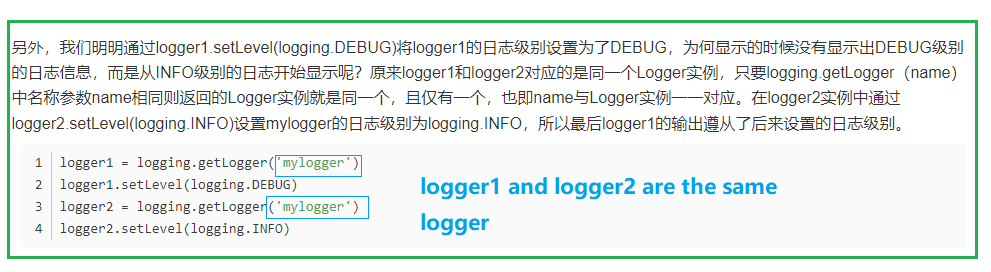 另外，我们明明通过logger1.setLevel(logging.DEBUG)将logger1的日志级别设置为了DEBUG，为何显示的时候没有显示出DEBUG级别
的日志信息，而是从INFO级别的日志开始显示呢？原来logger1和logger2对应的是同一个Logger实例，只要logging.getLogger（name）
中名称参数name相同则返回的Logger实例就是同一个，且仅有一个，也即name与Logger实例一一对应。在logger2实例中通过
logger2.setLevel(logging.INFO)设置mylogger的日志级别为logging.INFO，所以最后logger1的输出遵从了后来设置的日志级别。
1 logger1 = logging.getLogger('mylogger')
2 logger1.setLevel(logging.DEBUG)
3 logger2 = logging.getLogger('mylogger')
4 logger2.setLevel(logging.INFO)
logger1 and logger2 are the same
logger